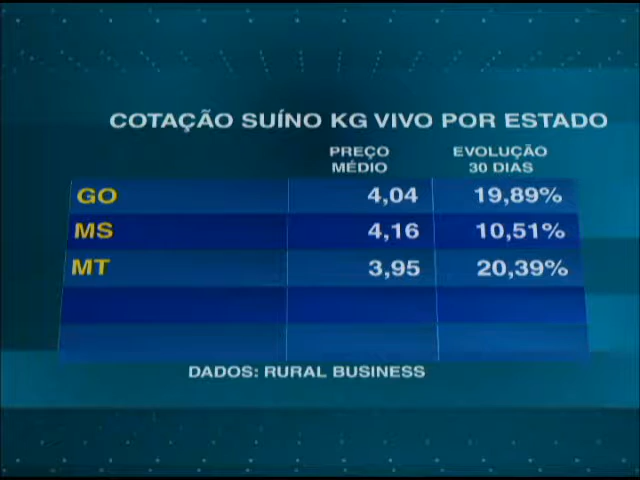 COTAÇÃO SUÍNO KG VIVO POR ESTADO
PREÇO MÉDIO EVOLUÇÃO 30 DIAS
GO 4,04 19,89%
MS 4,16 10,51%
MT 3,95 20,39%
DADOS: RURAL BUSINESS